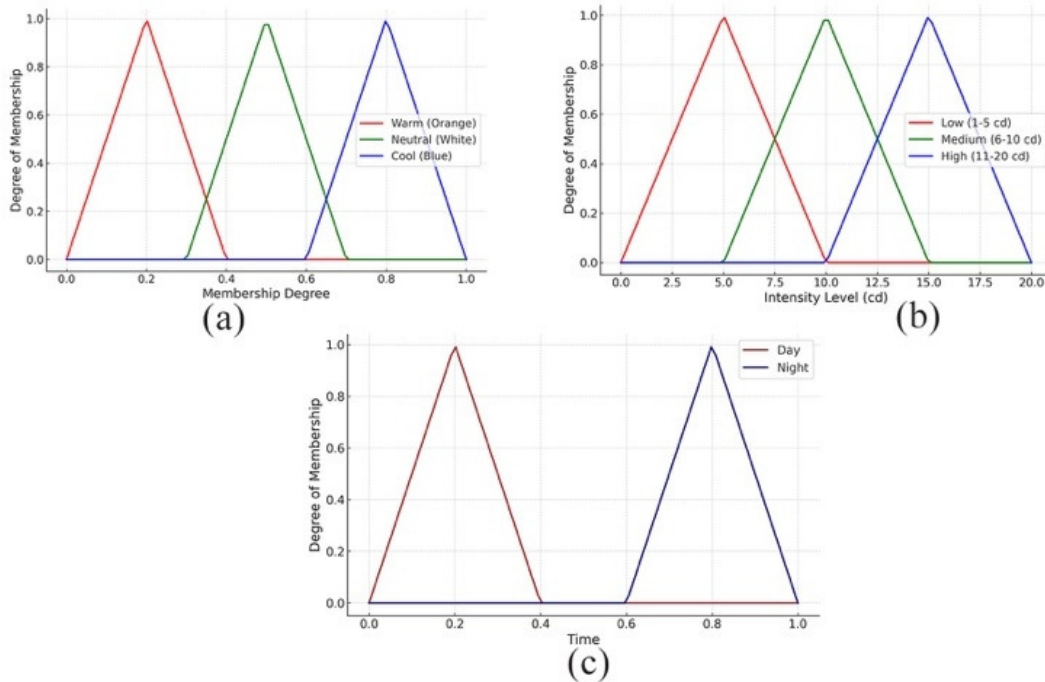 1.0
0.8
0.6
0.4
0.2
0.0
Degree of Membership
Warm (Orange)
Neutral (White)
Cool (Blue)
0.0 0.2 0.4 0.6 0.8 1.0
Membership Degree
(a)
1.0
0.8
0.6
0.4
0.2
0.0
Degree of Membership
Low (1-5 cd)
Medium (6-10 cd)
High (11-20 cd)
0.0 2.5 5.0 7.5 10.0 12.5 15.0 17.5 20.0
Intensity Level (cd)
(b)
1.0
0.8
0.6
0.4
0.2
0.0
Degree of Membership
Day
Night
0.0 0.2 0.4 0.6 0.8 1.0
Time
(c)